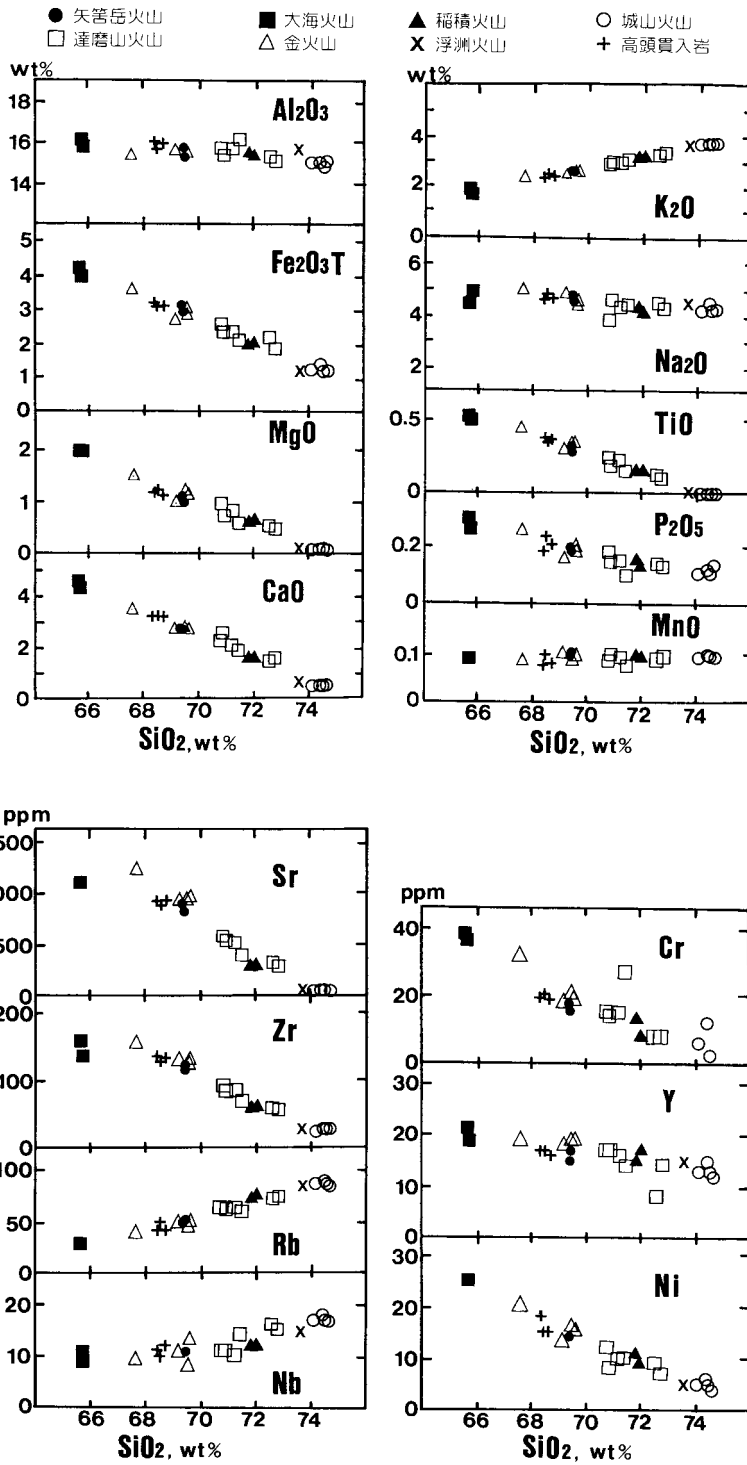 ● 矢筈岳火山 ■ 大海火山 ▲ 稲積火山 ○ 城山火山
□ 達磨山火山 △ 金火山 X 浮洲火山 + 高頭貫入岩
wt%
18
16
14
12
Al2O3
5
4
3
2
1
0
Fe2O3T
2
1
0
MgO
4
2
0
CaO
66 68 70 72 74
SiO2, wt%
wt%
4
2
0
K2O
6
4
2
Na2O
0.5
0
TiO
0.2
0
P2O5
0.1
0
MnO
66 68 70 72 74
SiO2, wt%
ppm
500
000
500
0
Sr
200
100
0
Zr
100
50
0
Rb
20
10
0
Nb
66 68 70 72 74
SiO2, wt%
ppm
40
20
0
Cr
30
20
10
0
Y
30
20
10
0
Ni
66 68 70 72 74
SiO2, wt%